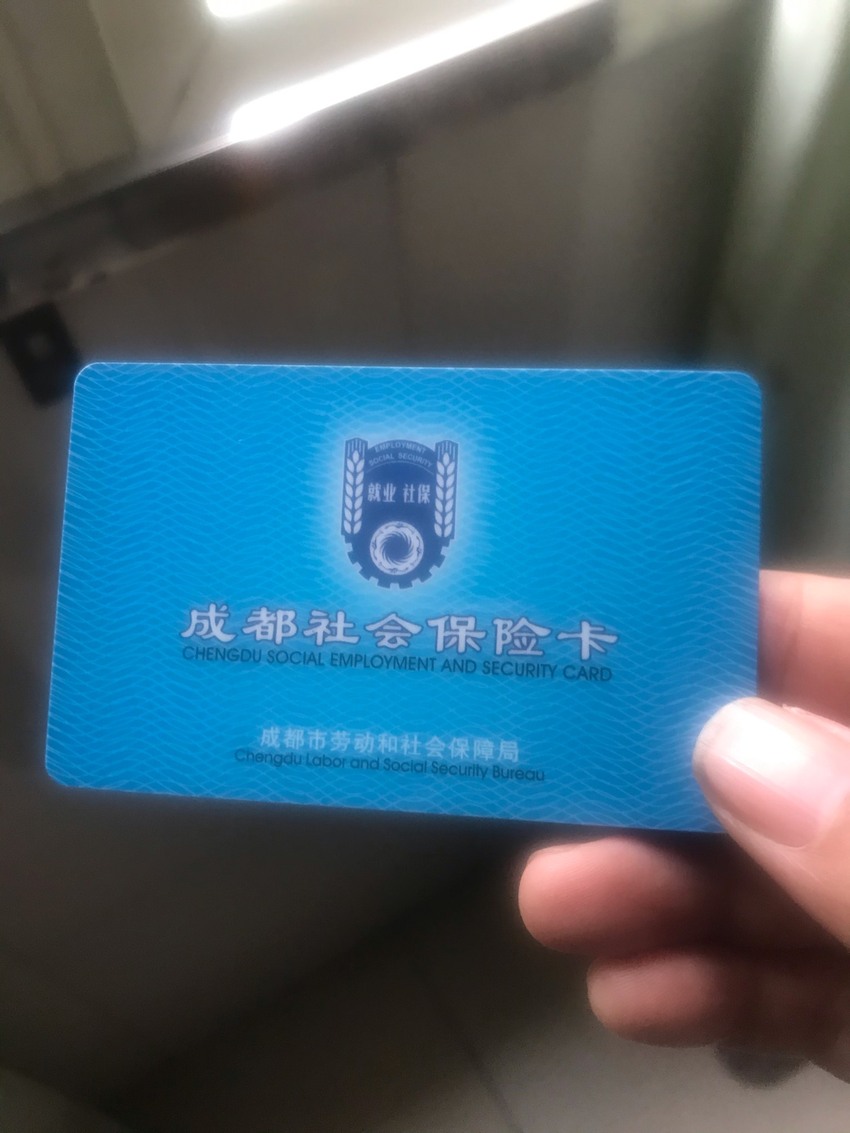 EMPLOYMENT
SOCIAL SECURITY
就业 社保
成都社会保险卡
CHENGDU SOCIAL EMPLOYMENT AND SECURITY CARD
成都市劳动和社会保障局
Chengdu Labor and Social Security Bureau